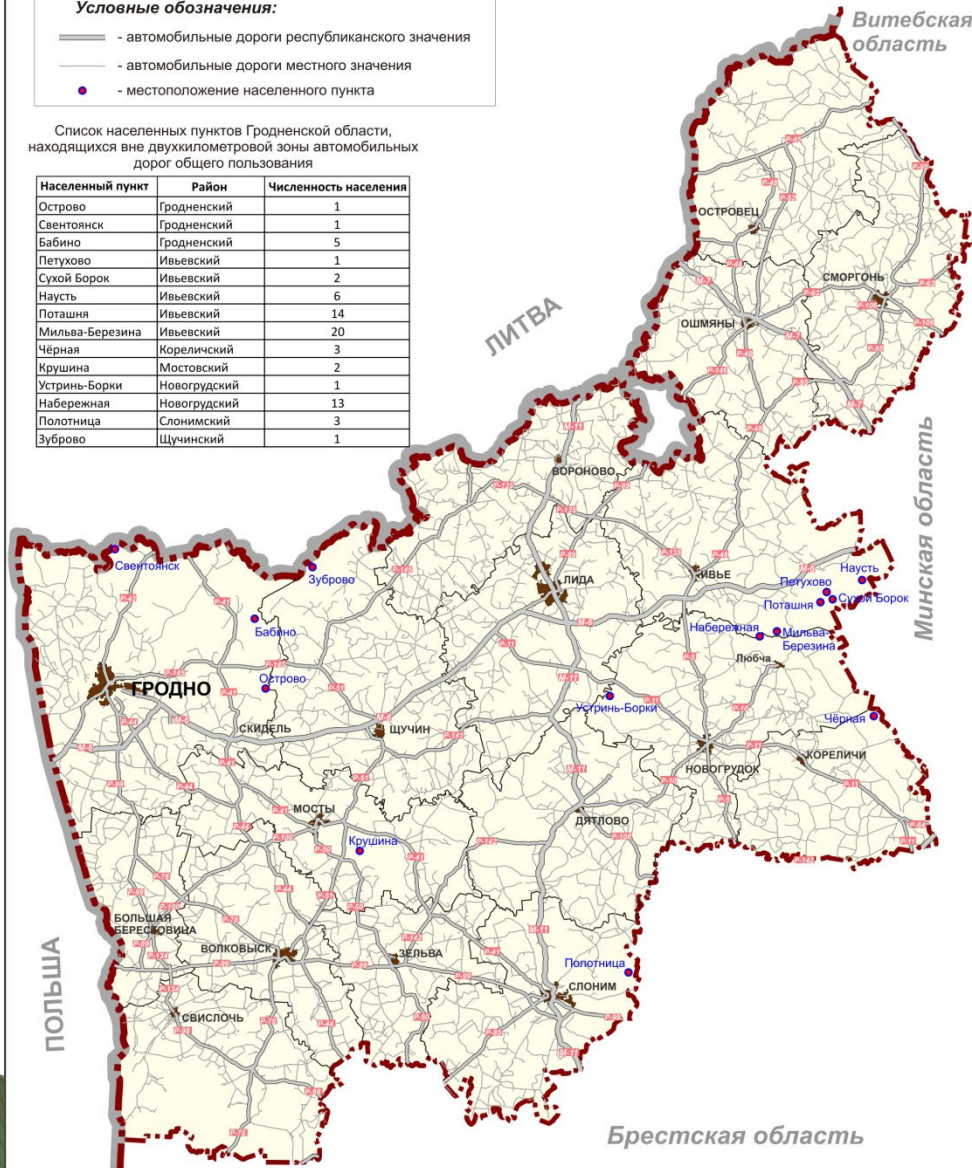 Условные обозначения:
- автомобильные дороги республиканского значения
- автомобильные дороги местного значения
- местоположение населенного пункта
Список населенных пунктов Гродненской области,
находящихся вне двухкилометровой зоны автомобильных
дорог общего пользования
Населенный пункт Район Численность населения
Острово Гродненский 1
Свентоянск Гродненский 1
Бабино Гродненский 5
Петухово Ивьевский 1
Сухой Борок Ивьевский 2
Наусть Ивьевский 6
Поташня Ивьевский 14
Мильва-Березина Ивьевский 20
Чёрная Кореличский 3
Крушина Мостовский 2
Устринь-Борки Новогрудский 1
Набережная Новогрудский 13
Полотница Слонимский 3
Зуброво Щучинский 1
Витебская
область
ОСТРОВЕЦ
СМОРГОНЬ
ОШМЯНЫ
ЛИТВА
ВОРОНОВО
Минская область
Свентоянск
Зуброво
ЛИДА
ИВЬЕ
Наусть
Петухово
Сухой Борок
Поташня
Бабино
Набережная
Мильва-
Березина
Любча
ГРОДНО
Острово
Устринь-Борки
Чёрная
СКИДЕЛЬ
ЩУЧИН
НОВОГРУДОК
КОРЕЛИЧИ
МОСТЫ
ДЯТЛОВО
Крушина
БОЛЬШАЯ
БЕРЕСТОВИЦА
ВОЛКОВЫСК
ЗЕЛЬВА
Полотница
СЛОНИМ
СВИСЛОЧЬ
ПОЛЬША
Брестская область
М-11
М-6
М-7